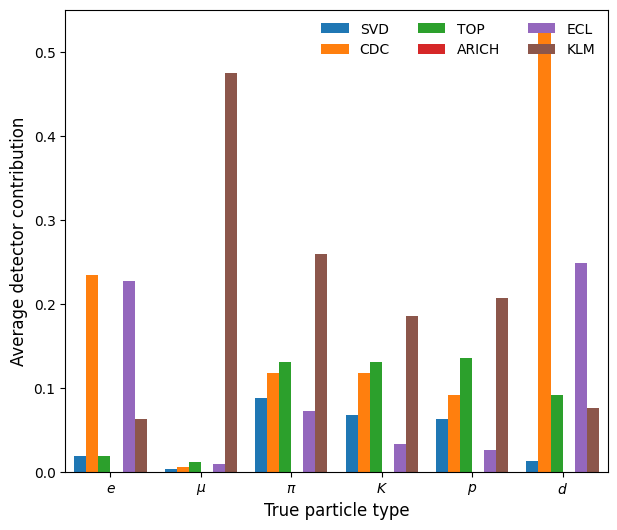 SVD
CDC
TOP
ARICH
ECL
KLM
Average detector contribution
0.5
0.4
0.3
0.2
0.1
0.0
e
μ
π
K
p
d
True particle type